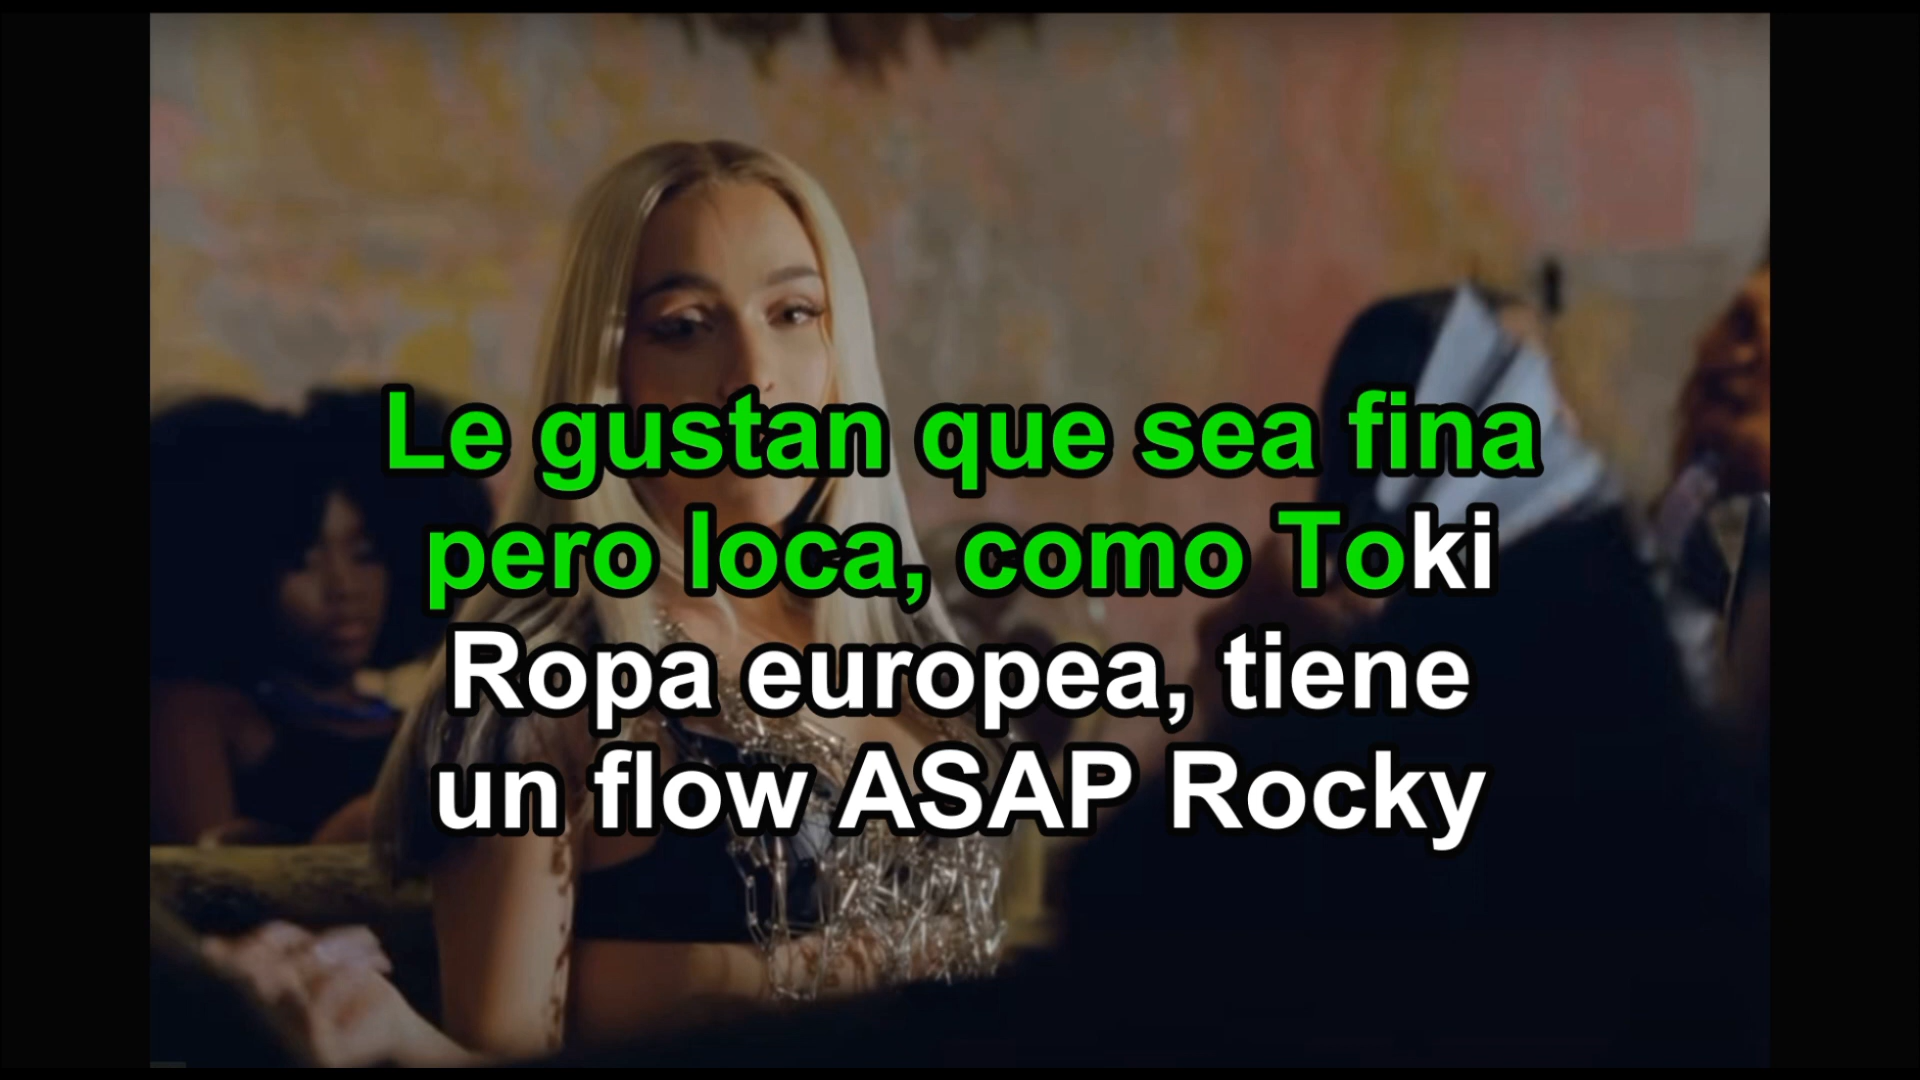 Le gustan que sea fina
pero loca, como Toki
Ropa europea, tiene
un flow ASAP Rocky